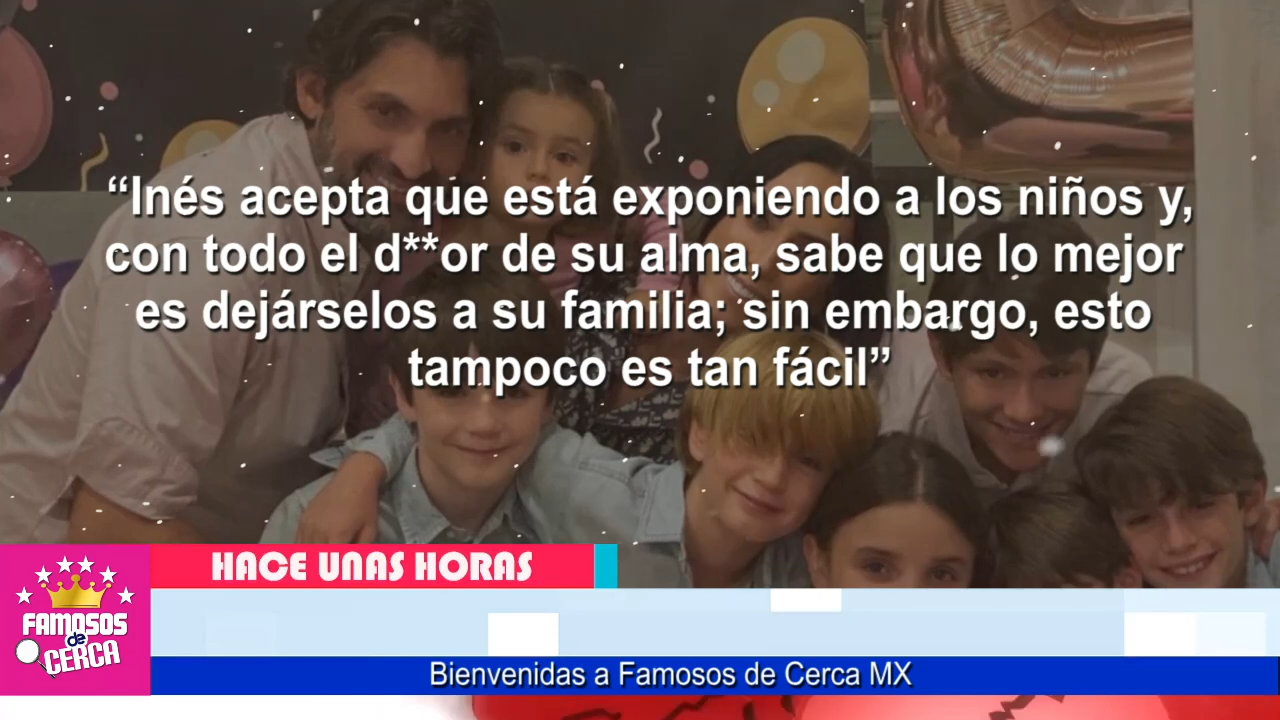 “Inés acepta que está exponiendo a los niños y,
con todo el d**or de su alma, sabe que lo mejor
es dejárselos a su familia; sin embargo, esto
tampoco es tan fácil”
HACE UNAS HORAS
FAMOSOS
de
CERCA
Bienvenidas a Famosos de Cerca MX